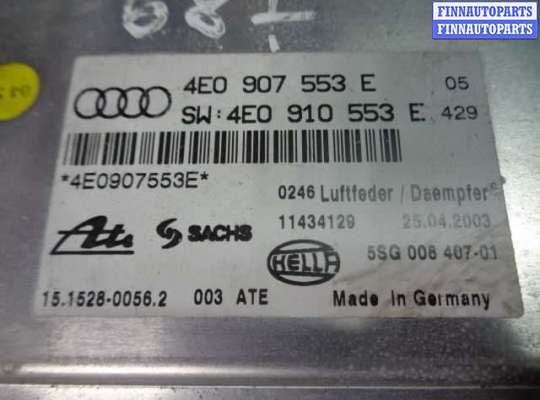 FINNAUTOPARTS
FINNAUTOPARTS
4E0 907 553 E 05
SW: 4E0 910 553 E 429
*4E0907553E*
0246 Luftfeder / Daempfer
11434129 25.04.2003
Ate SACHS
HELLA
5SG 008 407-01
15.1528-0056.2 003 ATE Made In Germany